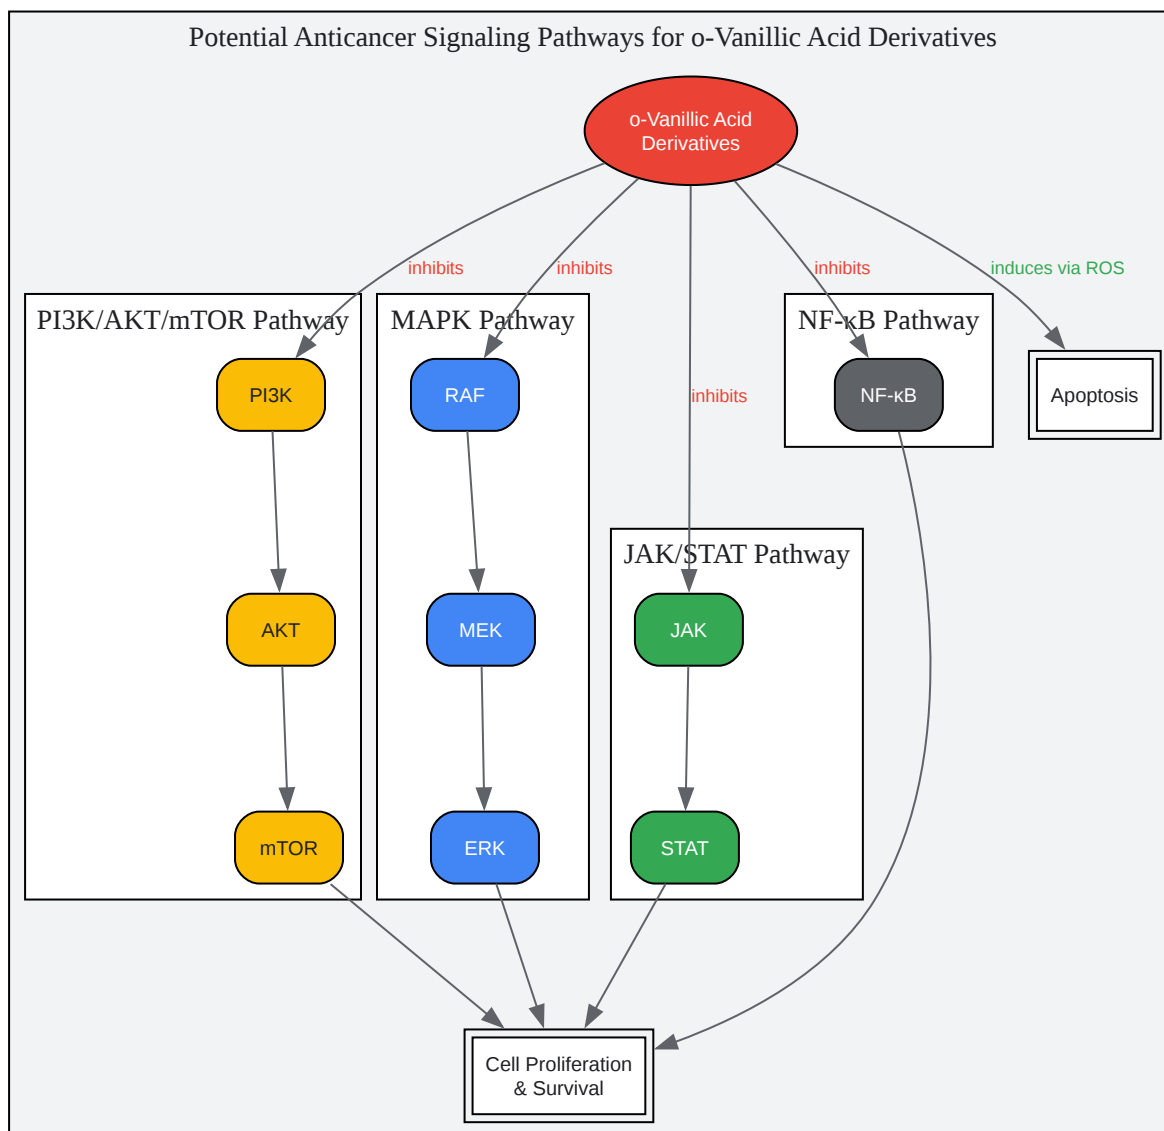 Potential Anticancer Signaling Pathways for o-Vanillic Acid Derivatives
o-Vanillic Acid
Derivatives
inhibits
inhibits
inhibits
induces via ROS
PI3K/AKT/mTOR Pathway
MAPK Pathway
NF-κB Pathway
PI3K
RAF
inhibits
NF-κB
Apoptosis
JAK/STAT Pathway
AKT
MEK
JAK
mTOR
ERK
STAT
Cell Proliferation
& Survival